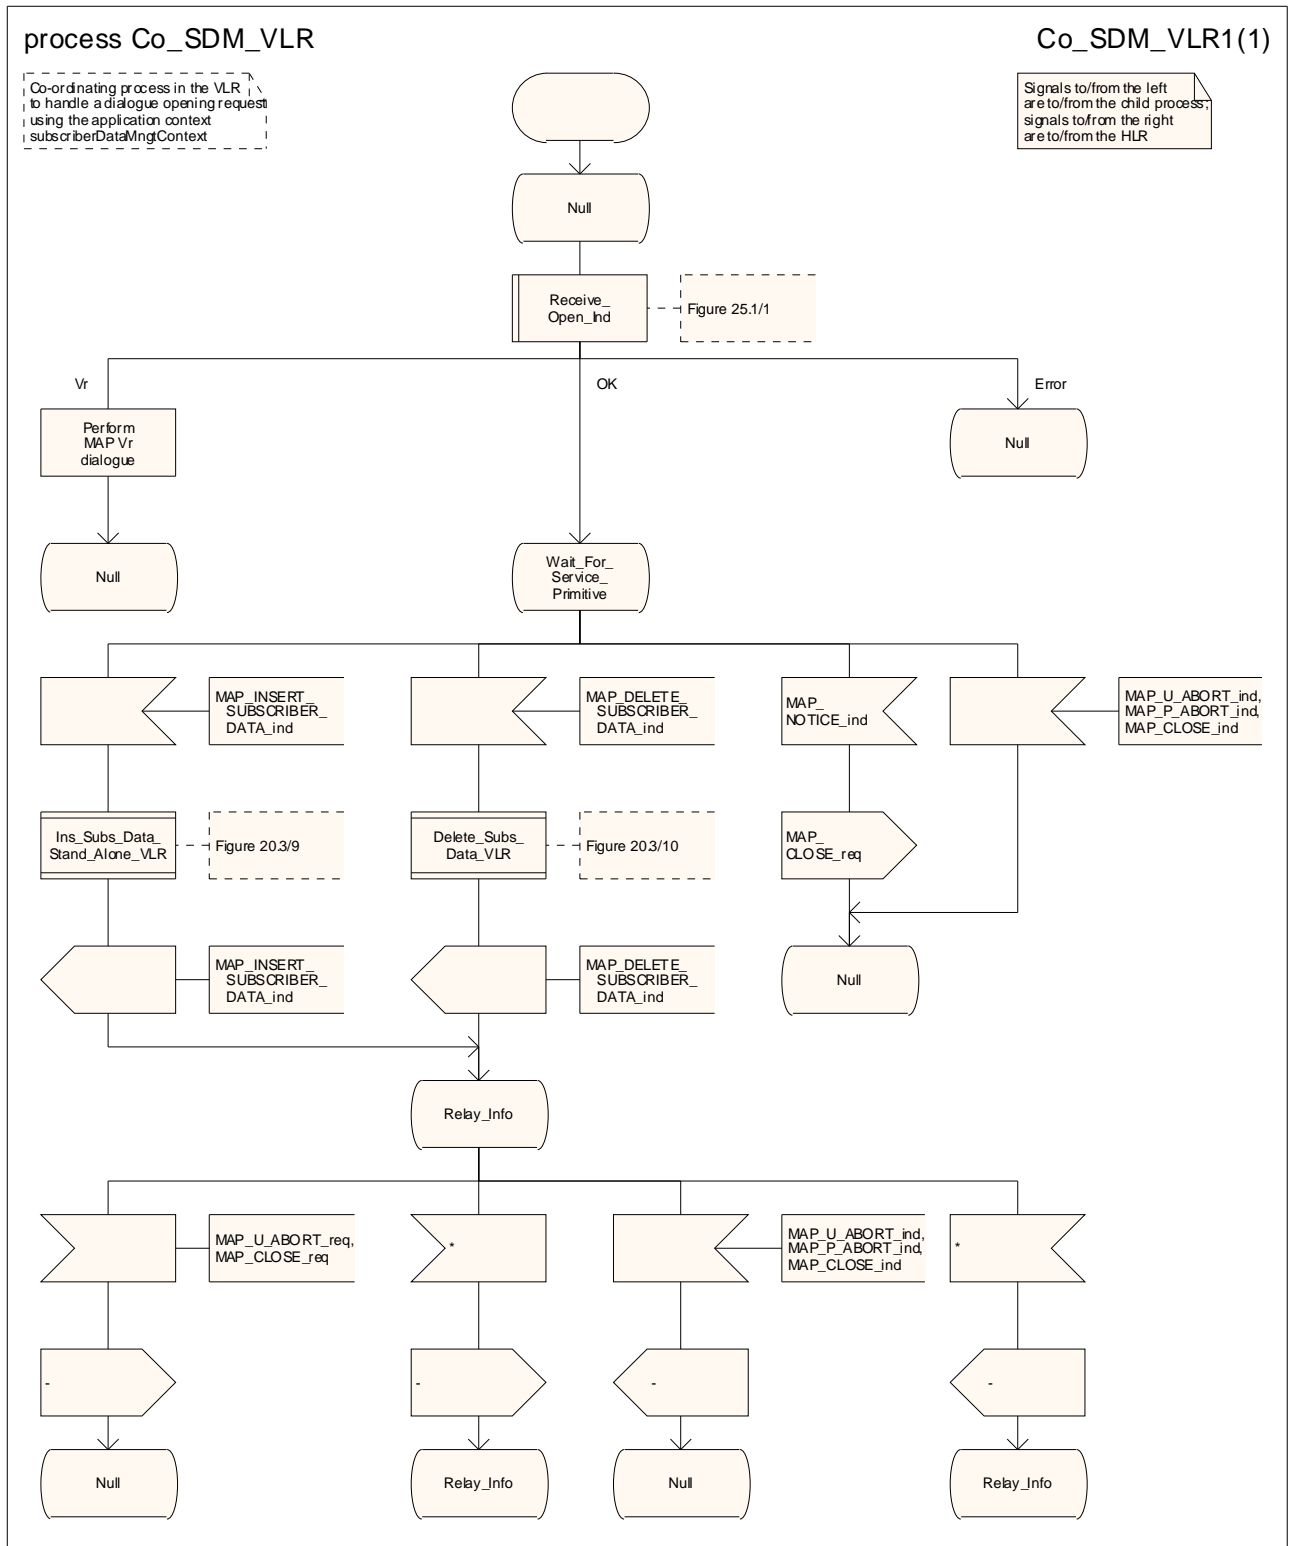 process Co_SDM_VLR
Co_SDM_VLR1(1)
Co-ordinating process in the VLR
to handle a dialogue opening request
using the application context
subscriberDataMngtContext
Signals to/from the left
are to/from the child process;
signals to/from the right
are to/from the HLR
Null
Receive_
Open_Ind
Figure 25.1/1
Vr
OK
Error
Perform
MAP Vr
dialogue
Null
Null
Wait_For_
Service_
Primitive
MAP_INSERT_
SUBSCRIBER_
DATA_ind
MAP_DELETE_
SUBSCRIBER_
DATA_ind
MAP_
NOTICE_ind
MAP_U_ABORT_ind,
MAP_P_ABORT_ind,
MAP_CLOSE_ind
Ins_Subs_Data_
Stand_Alone_VLR
Figure 20.3/9
Delete_Subs_
Data_VLR
Figure 20.3/10
MAP_
CLOSE_req
MAP_INSERT_
SUBSCRIBER_
DATA_ind
MAP_DELETE_
SUBSCRIBER_
DATA_ind
Null
Relay_Info
MAP_U_ABORT_req,
MAP_CLOSE_req
*
MAP_U_ABORT_ind,
MAP_P_ABORT_ind,
MAP_CLOSE_ind
*
-
-
-
-
Null
Relay_Info
Null
Relay_Info